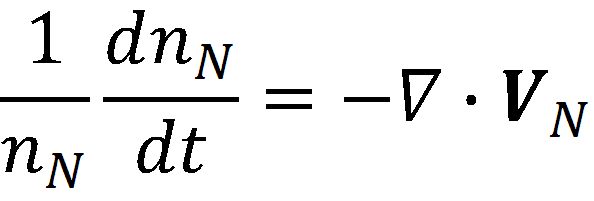 1/n_N dn_N/dt = −∇ · V_N